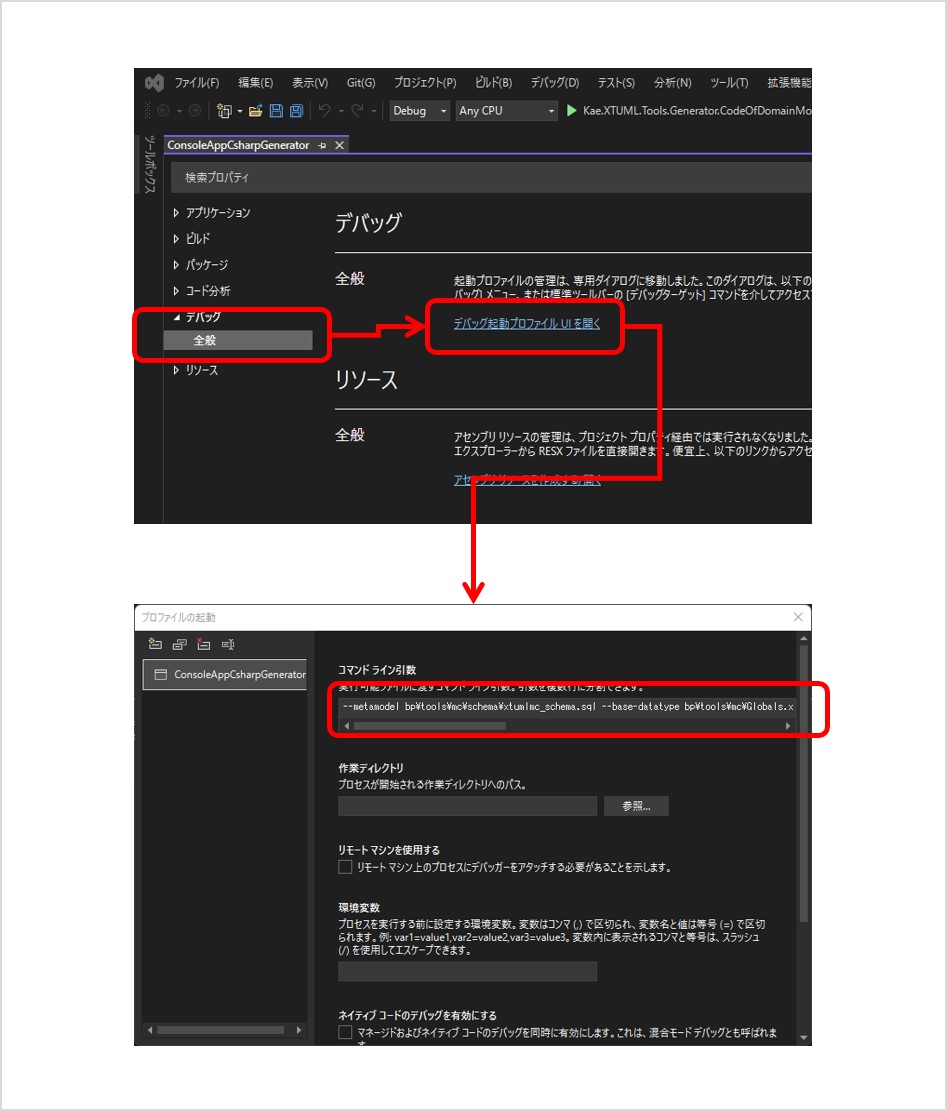 ファイル(F) 編集(E) 表示(V) Git(G) プロジェクト(P) ビルド(B) デバッグ(D) テスト(S) 分析(N) ツール(T) 拡張機能
Debug Any CPU Kae.XTUML.Tools.Generator.CodeOfDomainMo
ツールボックス
ConsoleAppCsharpGenerator
検索プロパティ
アプリケーション
ビルド
パッケージ
コード分析
デバッグ
全般
リソース
デバッグ
全般
起動プロファイルの管理は、専用ダイアログに移動しました。このダイアログは、以下の
バッグ] メニュー、または標準ツールバーの [デバッグターゲット] コマンドを介してアクセス
デバッグ起動プロファイル UI を開く
リソース
全般
アセンブリ リソースの管理は、プロジェクト プロパティ経由では実行されなくなりました。
エクスプローラーから RESX ファイルを直接開きます。便宜上、以下のリンクからアクセ
アセンブリ リソースを作成する/開く
プロファイルの起動
ConsoleAppCsharpGenerator
コマンド ライン引数
実行可能ファイルに渡すコマンド ライン引数。引数を複数行に分割できます。
--metamodel bp¥tools¥mc¥schema¥xtumlmc_schema.sql --base-datatype bp¥tools¥mc¥Globals.x
作業ディレクトリ
プロセスが開始される作業ディレクトリへのパス。
参照...
リモート マシンを使用する
リモート マシン上のプロセスにデバッガーをアタッチする必要があることを示します。
環境変数
プロセスを実行する前に設定する環境変数。変数はコンマ (,) で区切られ、変数名と値は等号 (=) で区切
られます。例: var1=value1,var2=value2,var3=value3。変数内に表示されるコンマと等号は、スラッシュ
(/) を使用してエスケープできます。
ネイティブ コードのデバッグを有効にする
マネージドおよびネイティブ コードのデバッグを同時に有効にします。これは、混合モード デバッグとも呼ばれま